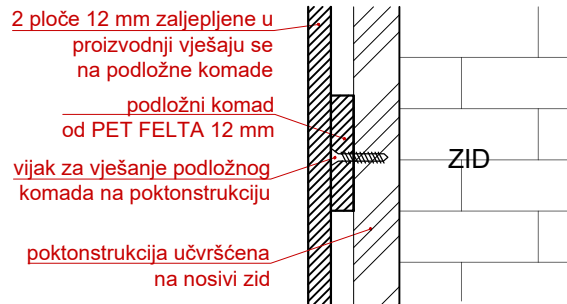 2 ploče 12 mm zaljepljene u
proizvodnji vješaju se
na podložne komade
podložni komad
od PET FELTA 12 mm
vijak za vješanje podložnog
komada na poktonstrukciju
poktonstrukcija učvršćena
na nosivi zid
ZID